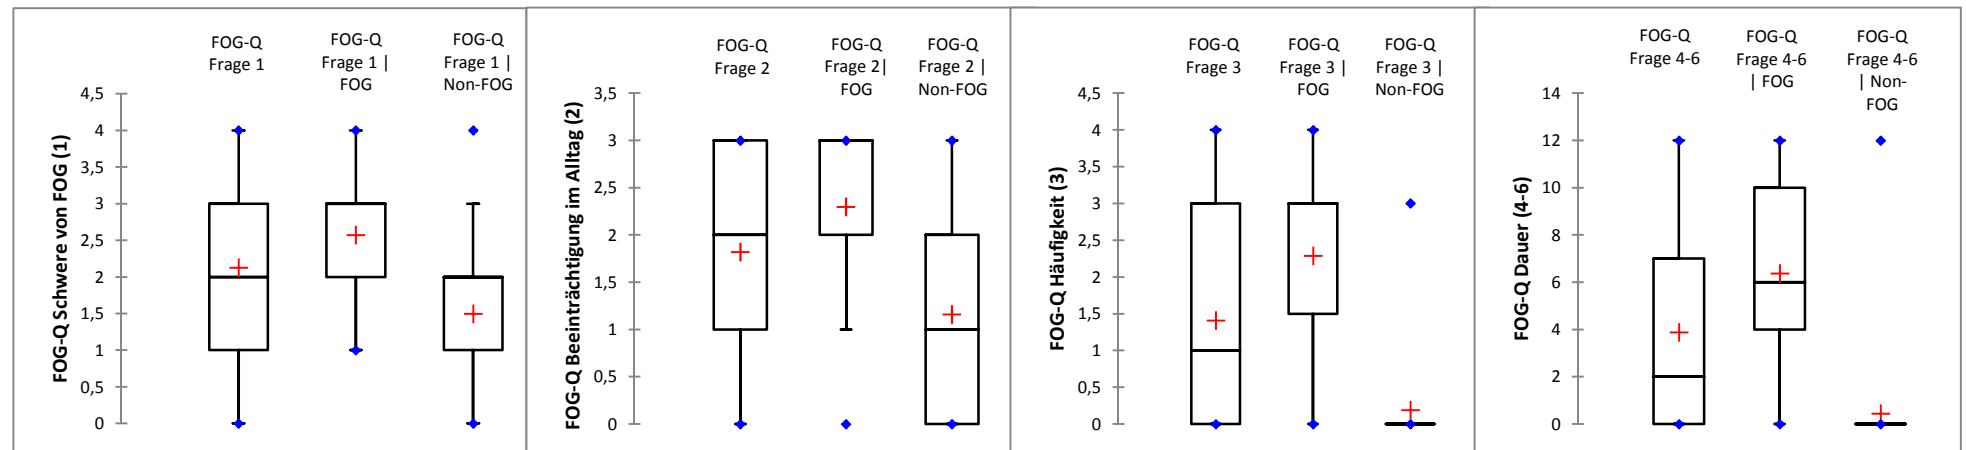 FOG-Q
Frage 1
FOG-Q
Frage 1 |
FOG
FOG-Q
Frage 1 |
Non-FOG
FOG-Q Schwere von FOG (1)
4,5
4
3,5
3
2,5
2
1,5
1
0,5
0
FOG-Q
Frage 2
FOG-Q
Frage 2|
FOG
FOG-Q
Frage 2 |
Non-FOG
FOG-Q Beeinträchtigung im Alltag (2)
3,5
3
2,5
2
1,5
1
0,5
0
FOG-Q
Frage 3
FOG-Q
Frage 3 |
FOG
FOG-Q
Frage 3 |
Non-FOG
FOG-Q Häufigkeit (3)
4,5
4
3,5
3
2,5
2
1,5
1
0,5
0
FOG-Q
Frage 4-6
FOG-Q
Frage 4-6
| FOG
FOG-Q
Frage 4-6
| Non-
FOG
FOG-Q Dauer (4-6)
14
12
10
8
6
4
2
0